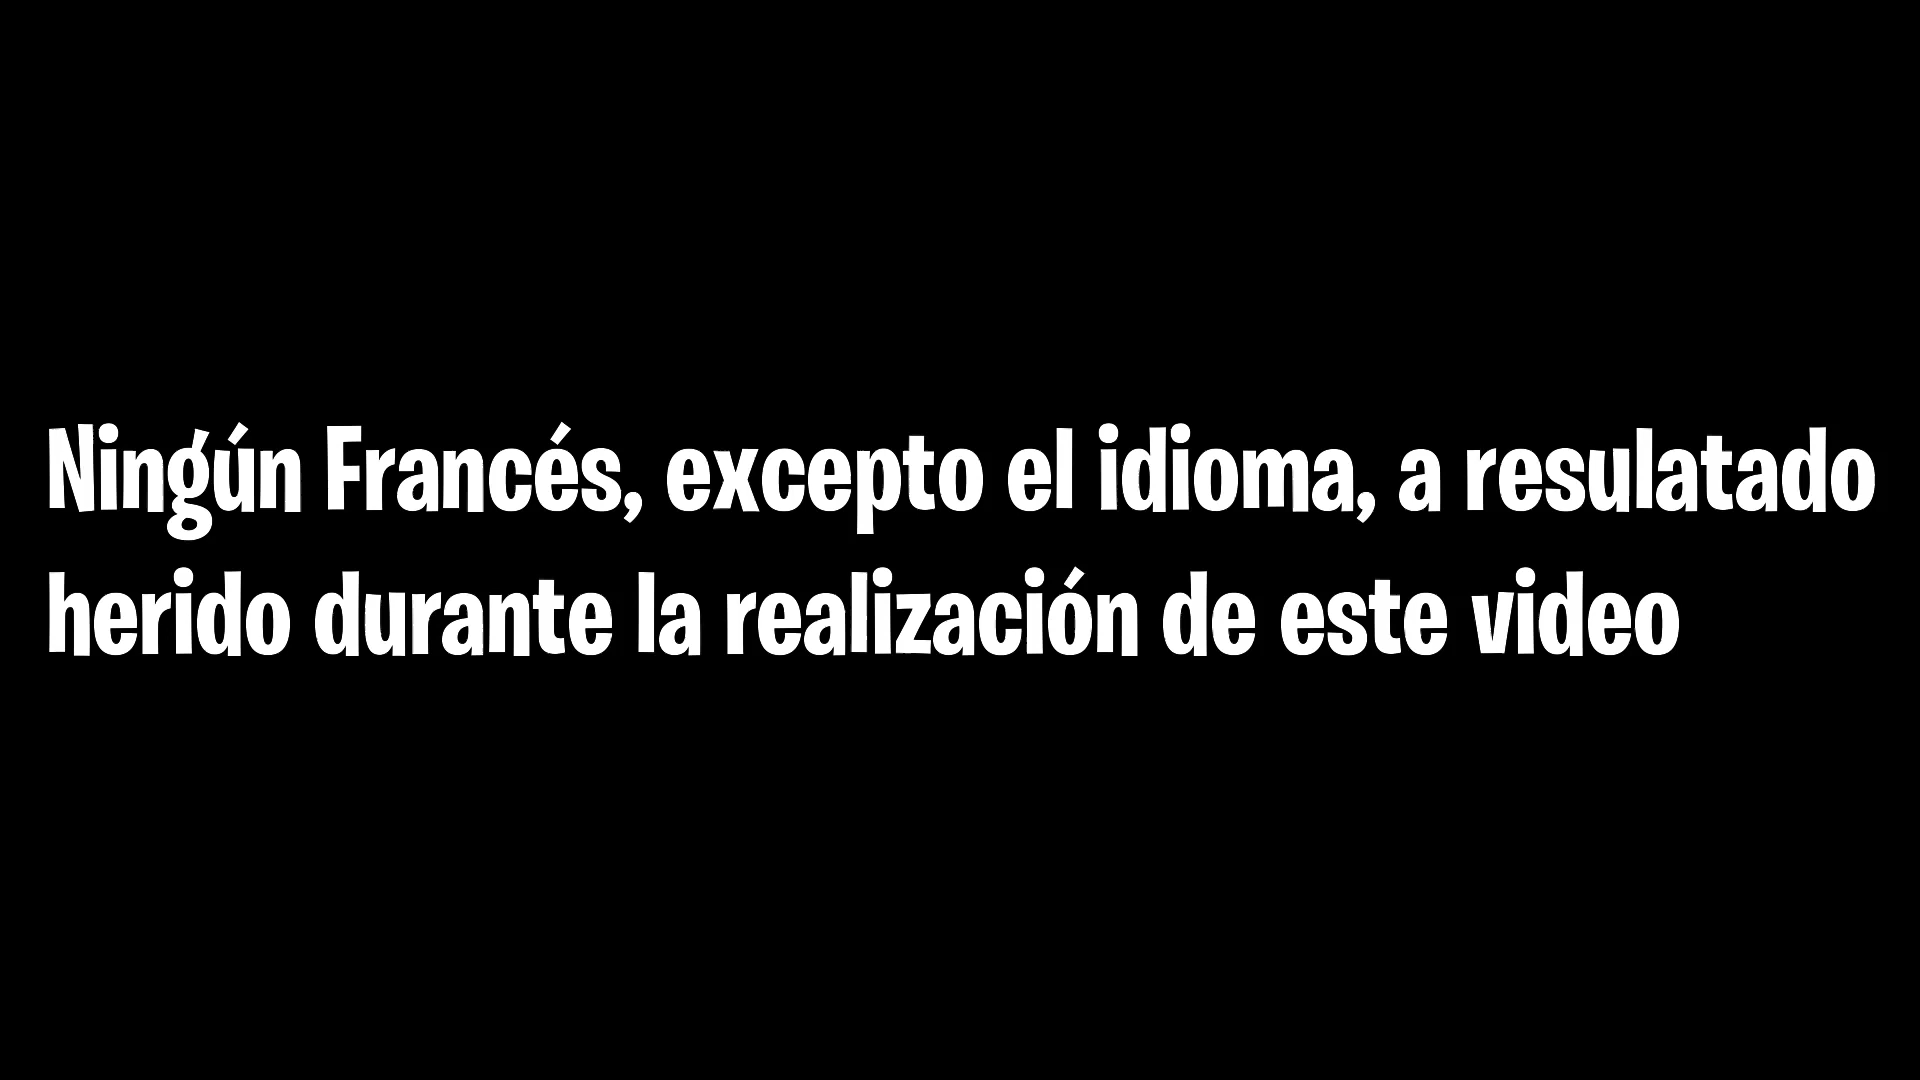 Ningún Francés, excepto el idioma, a resulatado
herido durante la realización de este video